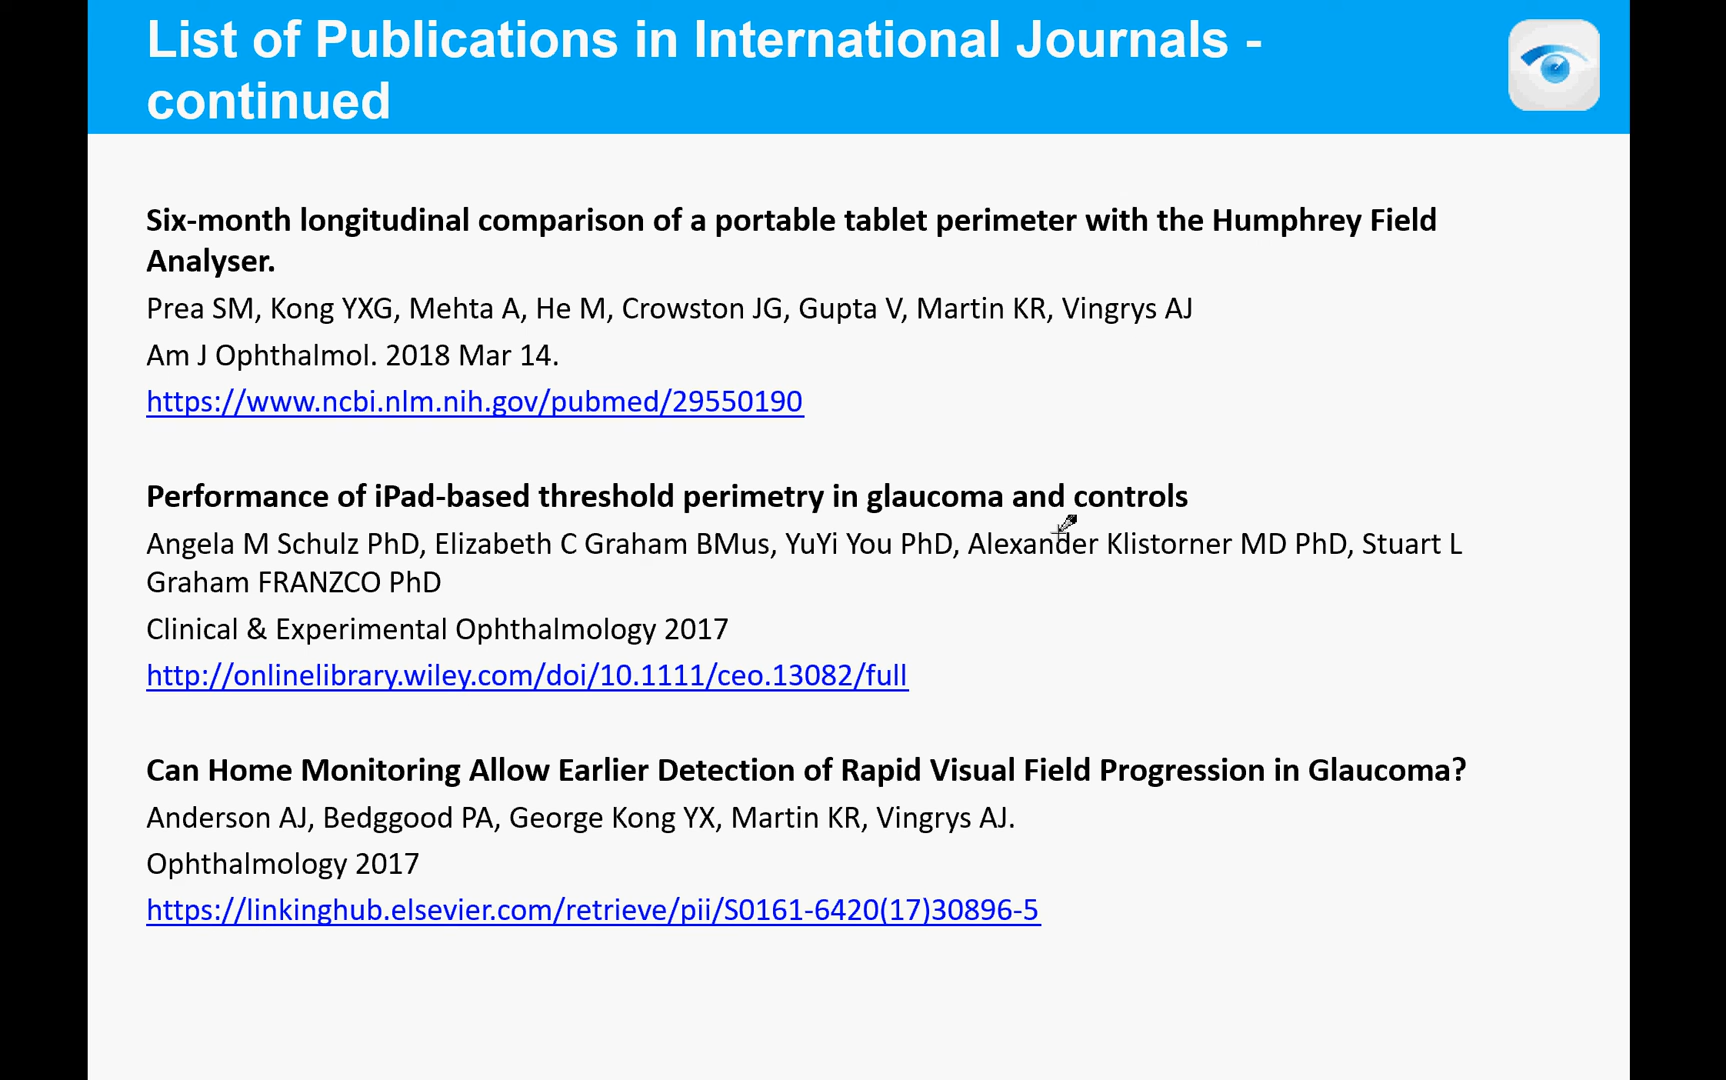 List of Publications in International Journals -
continued
Six-month longitudinal comparison of a portable tablet perimeter with the Humphrey Field
Analyser.
Prea SM, Kong YXG, Mehta A, He M, Crowston JG, Gupta V, Martin KR, Vingrys AJ
Am J Ophthalmol. 2018 Mar 14.
https://www.ncbi.nlm.nih.gov/pubmed/29550190
Performance of iPad-based threshold perimetry in glaucoma and controls
Angela M Schulz PhD, Elizabeth C Graham BMus, YuYi You PhD, Alexander Klistorner MD PhD, Stuart L
Graham FRANZCO PhD
Clinical & Experimental Ophthalmology 2017
http://onlinelibrary.wiley.com/doi/10.1111/ceo.13082/full
Can Home Monitoring Allow Earlier Detection of Rapid Visual Field Progression in Glaucoma?
Anderson AJ, Bedggood PA, George Kong YX, Martin KR, Vingrys AJ.
Ophthalmology 2017
https://linkinghub.elsevier.com/retrieve/pii/S0161-6420(17)30896-5